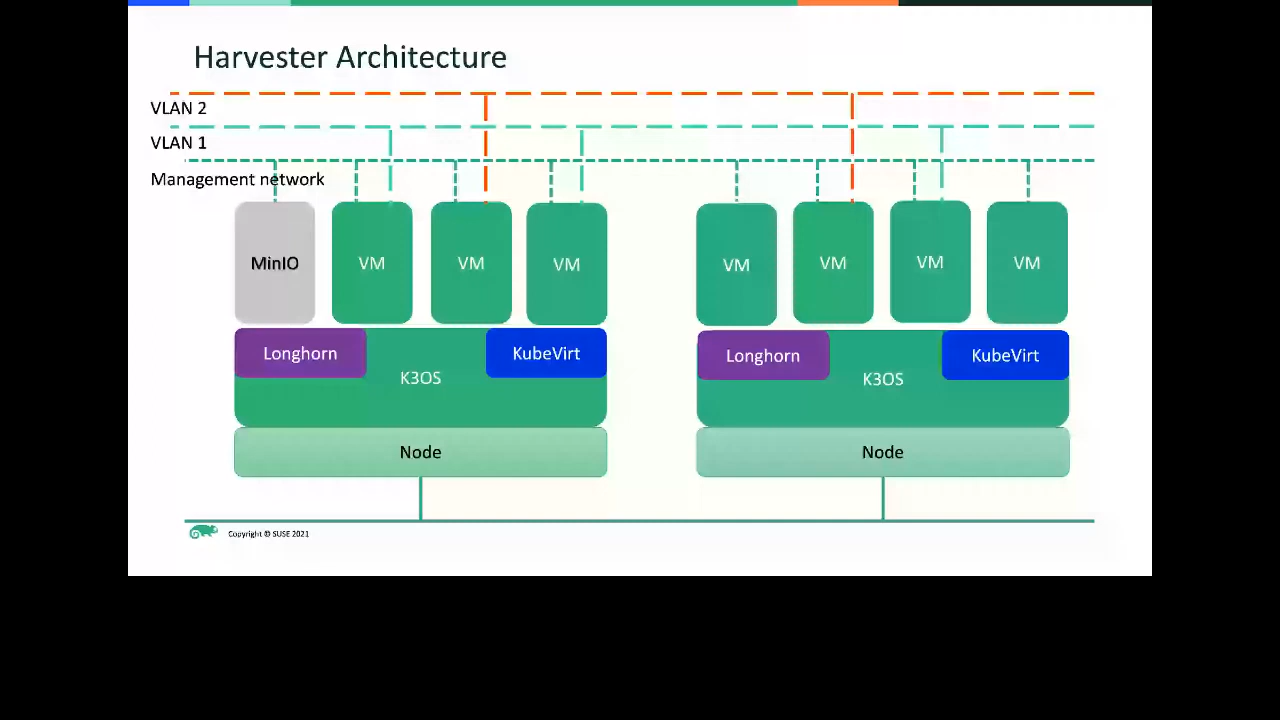 Harvester Architecture
VLAN 2
VLAN 1
Management network
MinIO
VM
VM
VM
VM
VM
VM
VM
Longhorn
K3OS
KubeVirt
Longhorn
K3OS
KubeVirt
Node
Node
Copyright © SUSE 2021